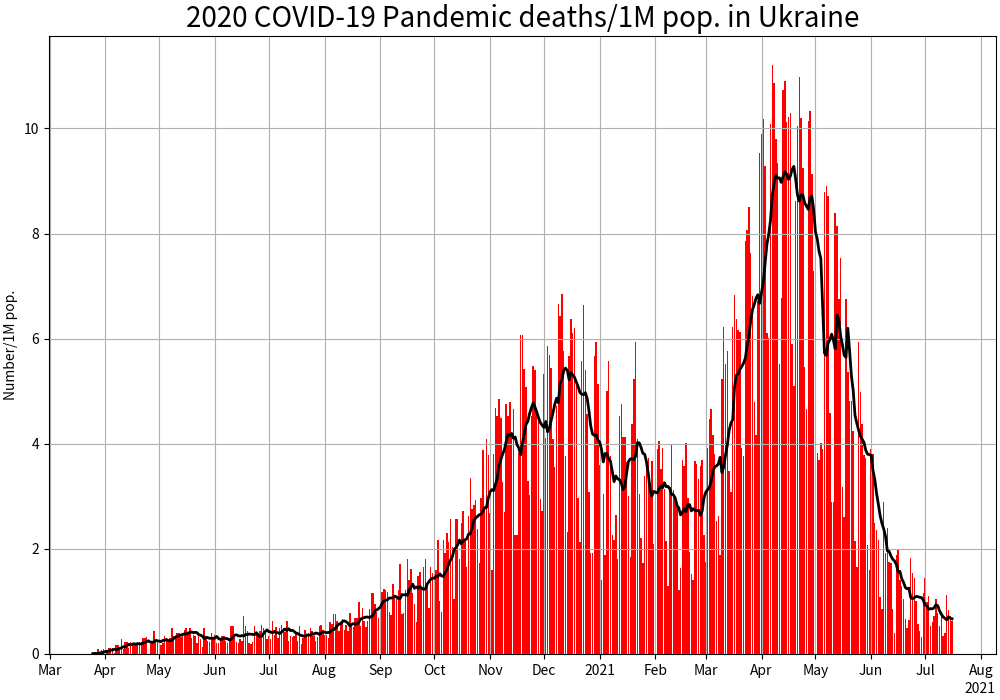 2020 COVID-19 Pandemic deaths/1M pop. in Ukraine
Number/1M pop.
10
8
6
4
2
0
Mar Apr May Jun Jul Aug Sep Oct Nov Dec 2021 Feb Mar Apr May Jun Jul Aug
2021